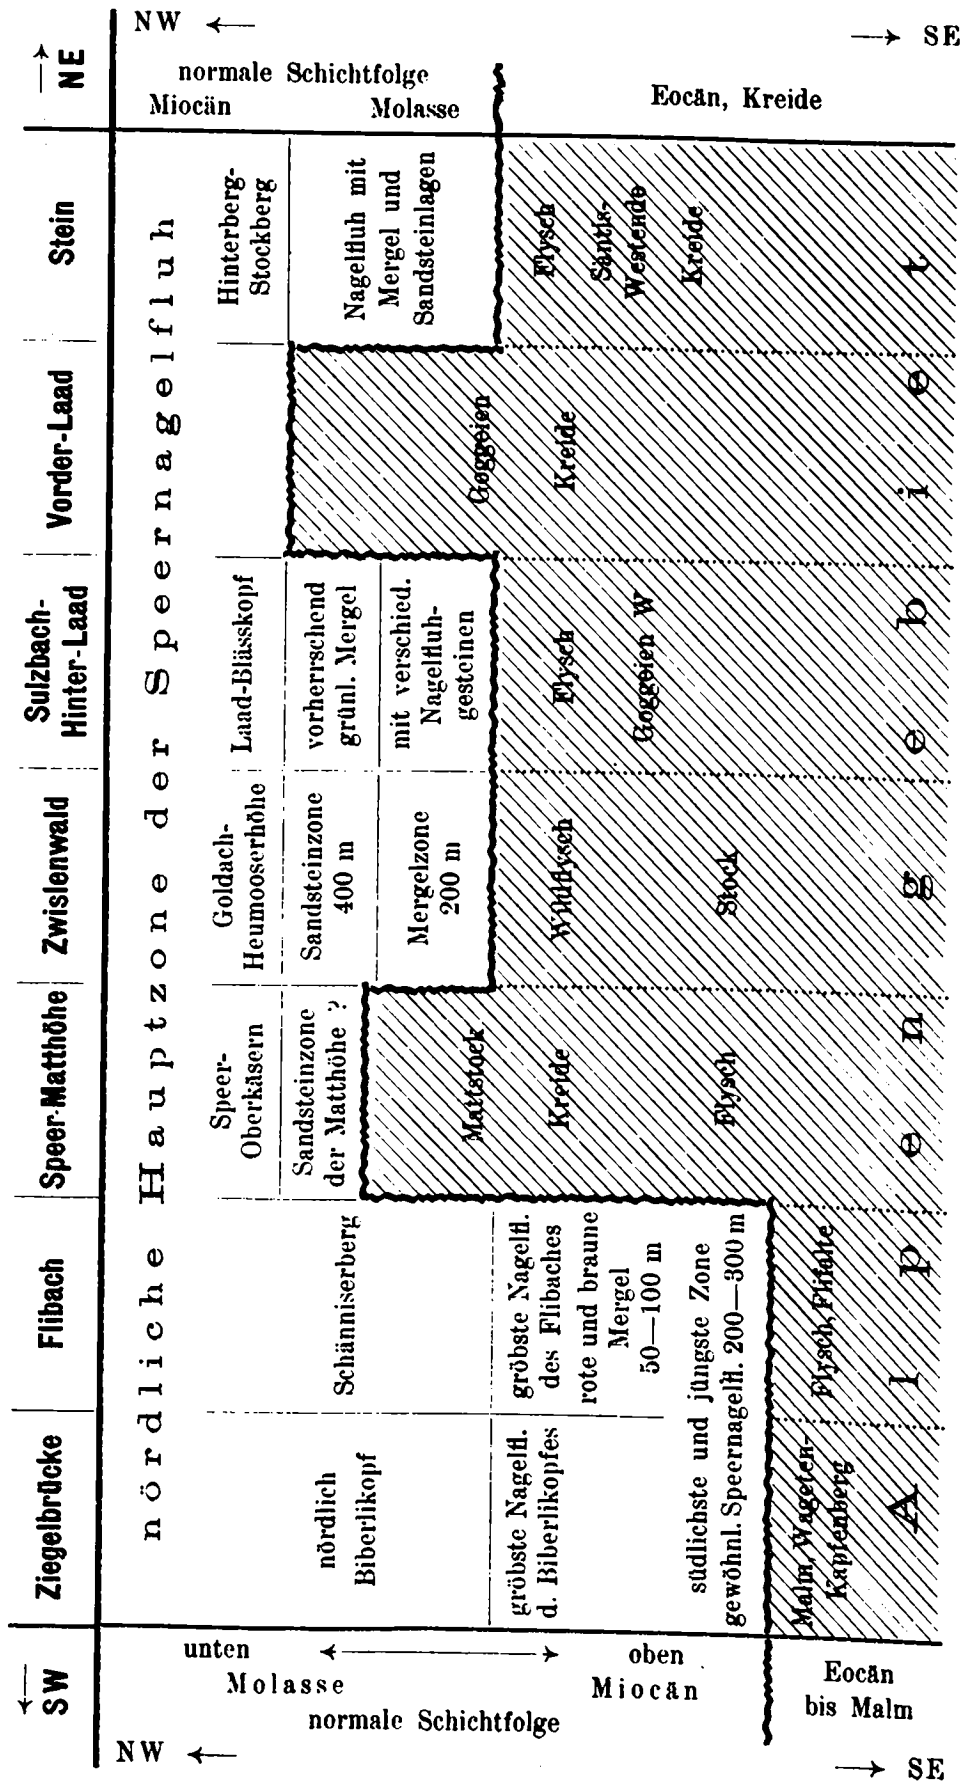 NW ←
→ SE
→ NE
normale Schichtfolge
Miocän
Molasse
Eocän, Kreide
Stein
Hinterberg-
Stockberg
Nagelfluh mit
Mergel und
Sandsteinlagen
Flysch
Säntis-
Westende
Kreide
Vorder-Laad
Goggeien
Kreide
Sulzbach-
Hinter-Laad
Laad-Blässkopf
vorherrschend
grünl. Mergel
mit verschied.
Nagelfluh-
gesteinen
Flysch
Goggeien W
Zwislenwald
Goldach-
Heumooserhöhe
Sandsteinzone
400 m
Mergelzone
200 m
Wildflysch
Stock
Speer-Matthöhe
Speer-
Oberkäsern
Sandsteinzone
der Matthöhe ?
Mattstock
Kreide
Flysch
Flibach
Schänniserberg
gröbste Nagelfl.
des Flibaches
rote und braune
Mergel
50—100 m
südlichste und jüngste Zone
gewöhnl. Speernagelfl. 200—300 m
Flysch, Flifalte
Ziegelbrücke
nördlich
Biberlikopf
gröbste Nagelfl.
d. Biberlikopfes
Malm, Wageten-
Kapfenberg
nördliche Hauptzone der Speernagelfluh
Alpengebiet
← SW
unten ←→ oben
Molasse
Miocän
normale Schichtfolge
Eocän
bis Malm
NW ←
→ SE